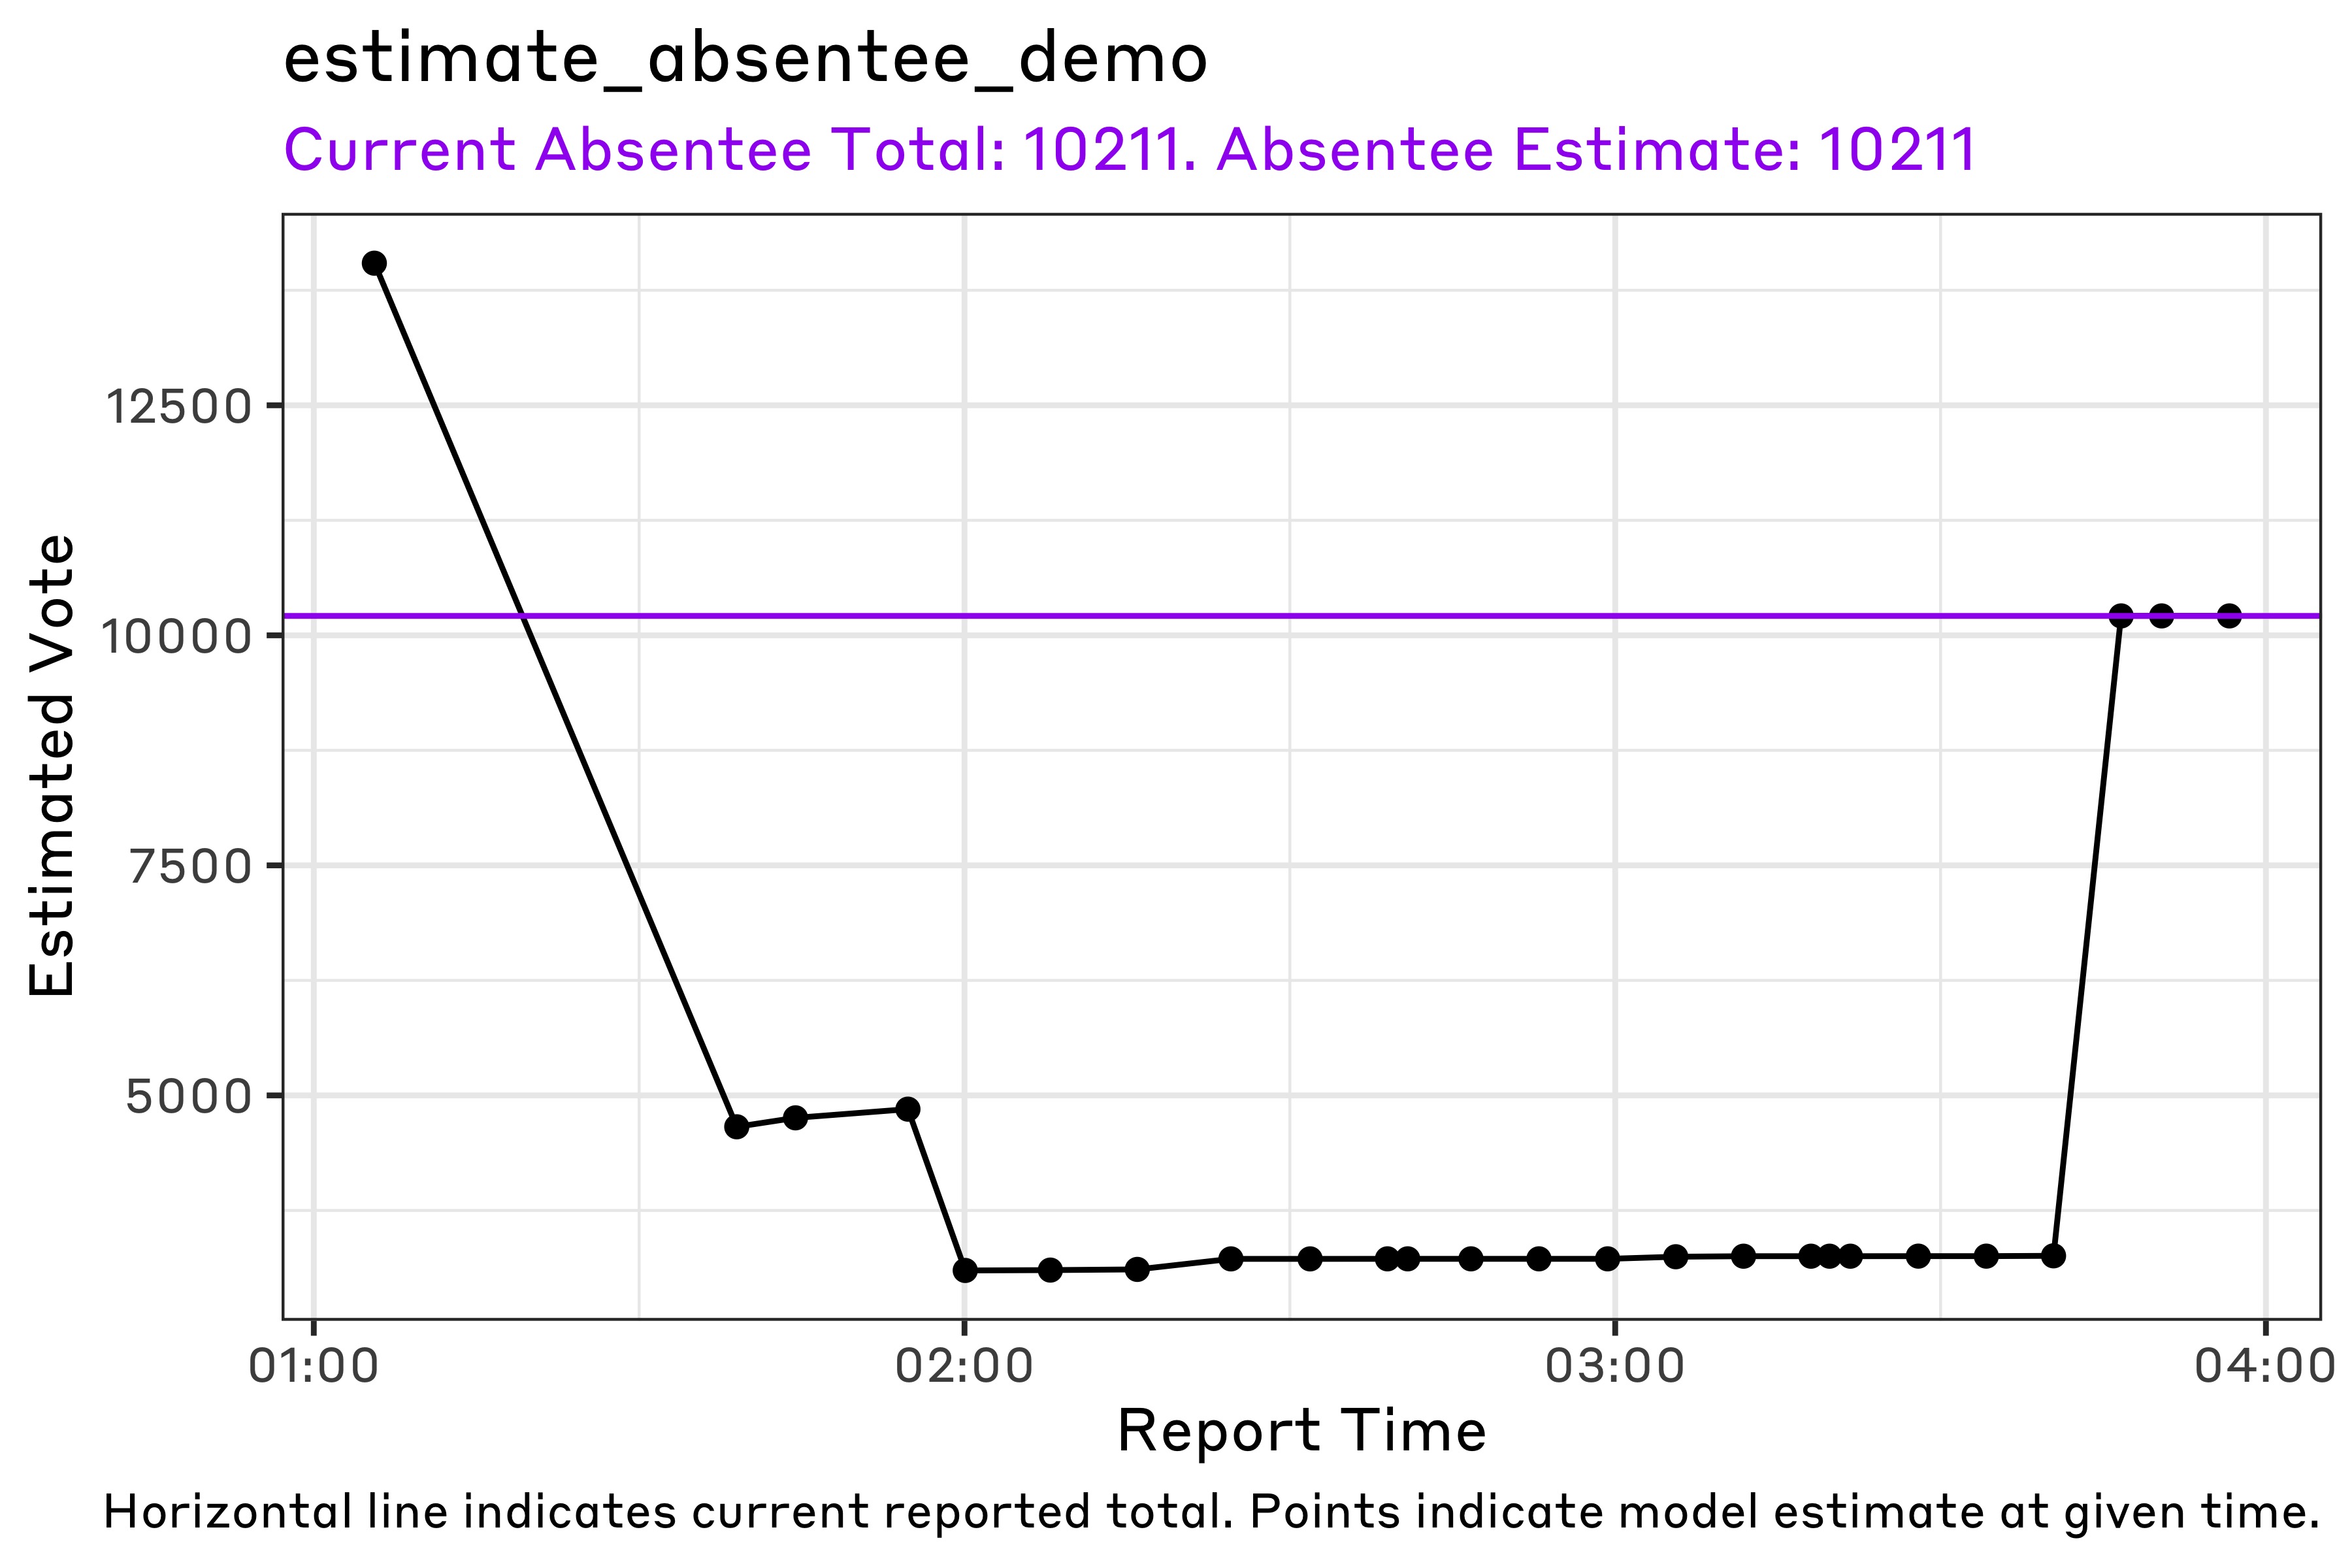 estimate_absentee_demo
Current Absentee Total: 10211. Absentee Estimate: 10211
Estimated Vote
12500
10000
7500
5000
01:00 02:00 03:00 04:00
Report Time
Horizontal line indicates current reported total. Points indicate model estimate at given time.